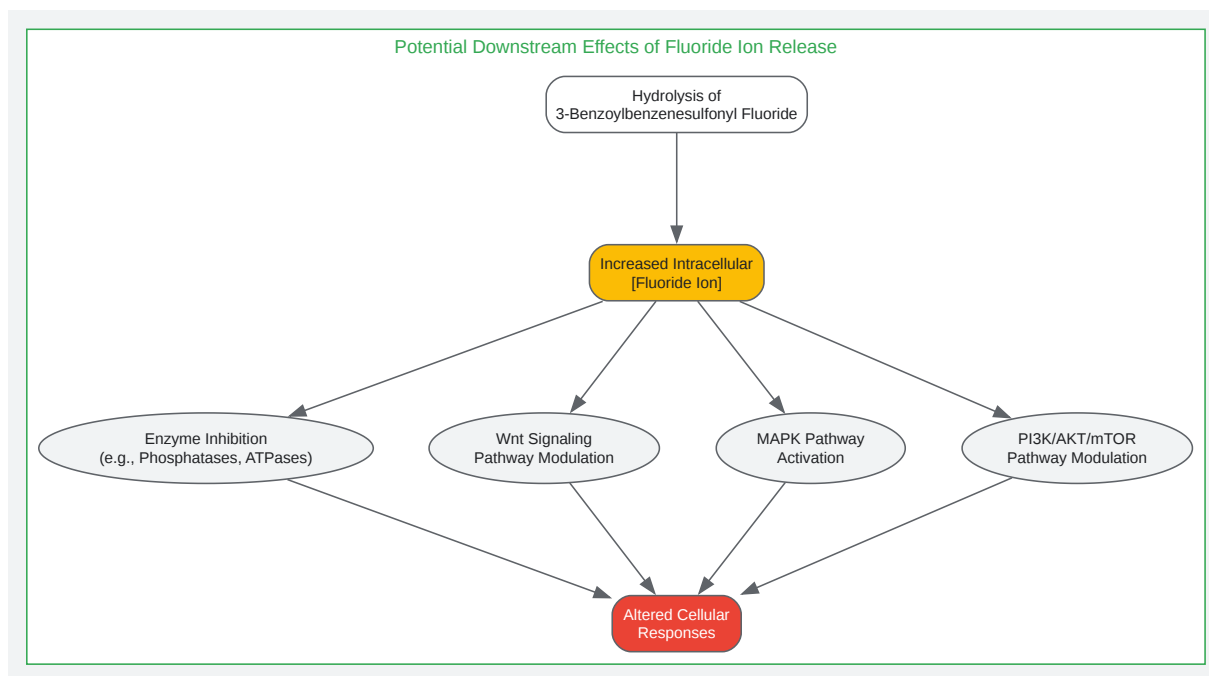 Potential Downstream Effects of Fluoride Ion Release
Hydrolysis of
3-Benzoylbenzenesulfonyl Fluoride
Increased Intracellular
[Fluoride Ion]
Enzyme Inhibition
(e.g., Phosphatases, ATPases)
Wnt Signaling
Pathway Modulation
MAPK Pathway
Activation
PI3K/AKT/mTOR
Pathway Modulation
Altered Cellular
Responses